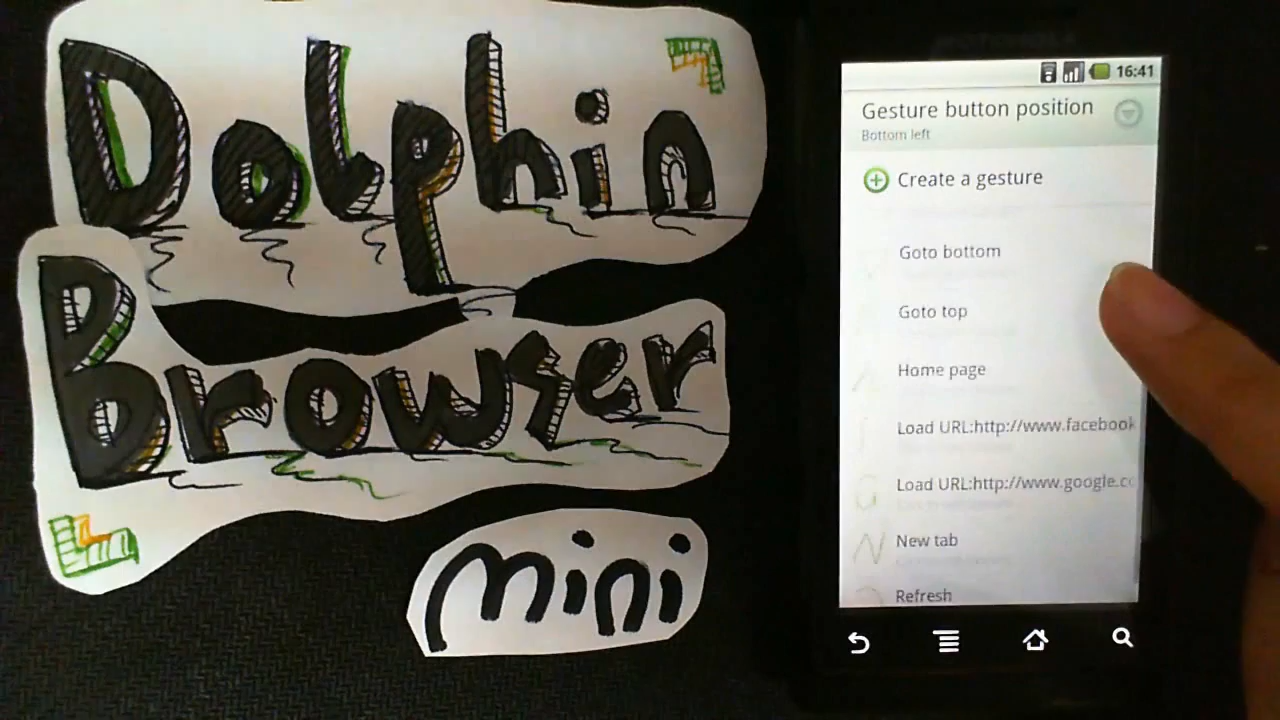 Dolphin
Browser
mini
16:41
Gesture button position
Bottom left
Create a gesture
Goto bottom
Goto top
Home page
Load URL:http://www.facebook
Load URL:http://www.google.co
New tab
Refresh